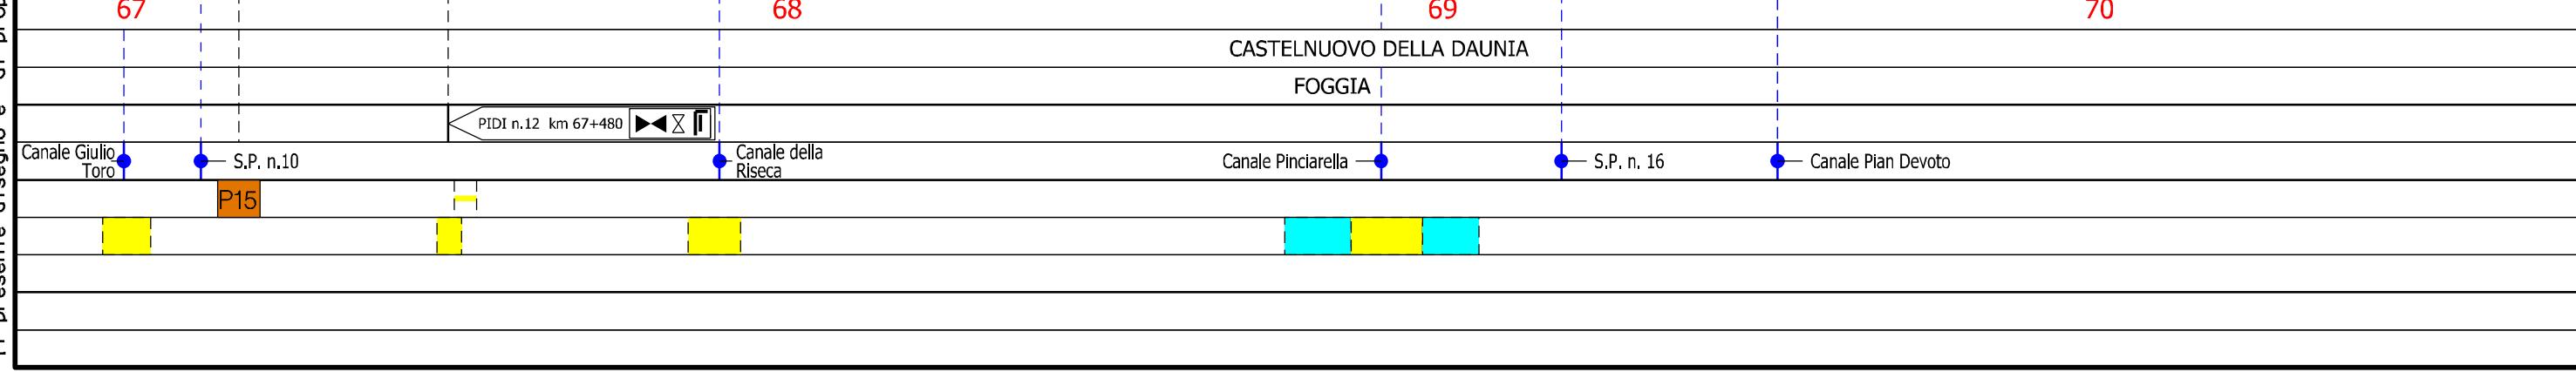 67 68 69 70
CASTELNUOVO DELLA DAUNIA
FOGGIA
PIDI n.12 km 67+480
Canale Giulio
Toro
S.P. n.10
Canale della
Riseca
Canale Pinciarella
S.P. n. 16
Canale Pian Devoto
P15